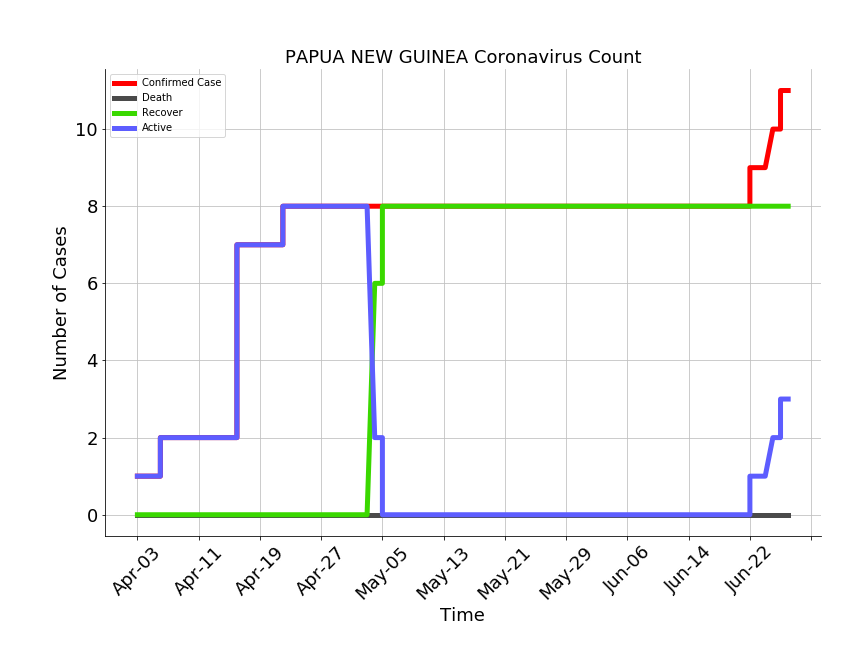 PAPUA NEW GUINEA Coronavirus Count
Confirmed Case
Death
Recover
Active
Number of Cases
10
8
6
4
2
0
Apr-03
Apr-11
Apr-19
Apr-27
May-05
May-13
May-21
May-29
Jun-06
Jun-14
Jun-22
Time